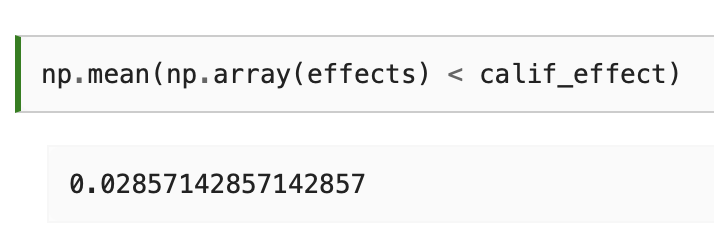 np.mean(np.array(effects) < calif_effect)
0.02857142857142857